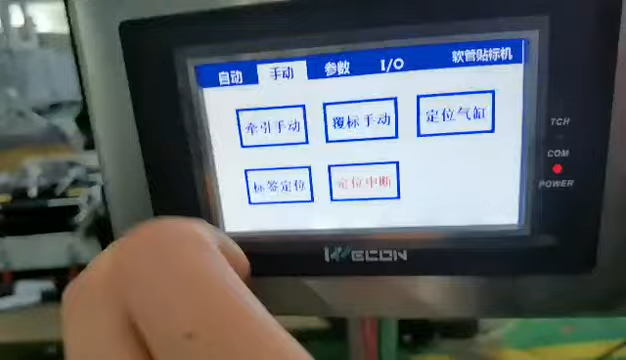 自动 手动 参数 I/O 软管贴标机
牵引手动 覆标手动 定位气缸
标签定位 定位中断
TCH
COM
POWER
WECON